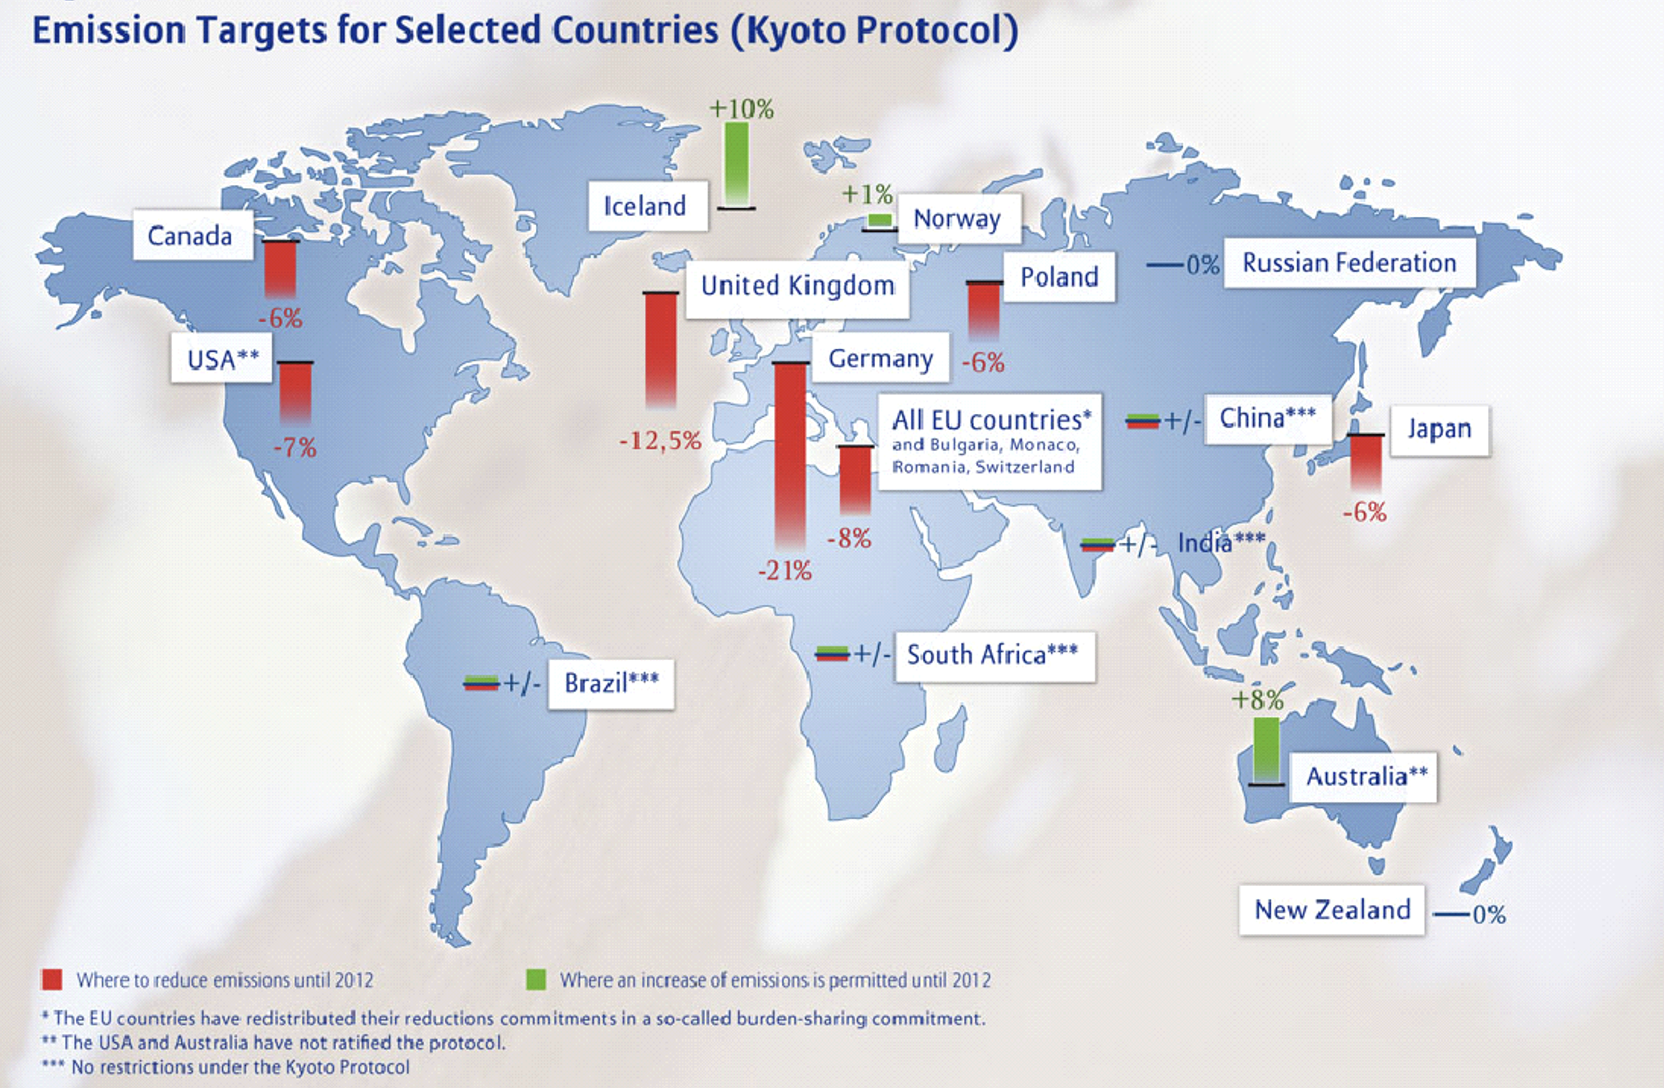 Emission Targets for Selected Countries (Kyoto Protocol)
+10%
Iceland
+1%
Norway
Canada
-6%
United Kingdom
-12,5%
Poland
-6%
0% Russian Federation
USA**
-7%
Germany
-21%
All EU countries*
and Bulgaria, Monaco,
Romania, Switzerland
-8%
+/- China***
Japan
-6%
+/- India***
+/- South Africa***
+/- Brazil***
+8%
Australia**
New Zealand 0%
Where to reduce emissions until 2012
Where an increase of emissions is permitted until 2012
* The EU countries have redistributed their reductions commitments in a so-called burden-sharing commitment.
** The USA and Australia have not ratified the protocol.
*** No restrictions under the Kyoto Protocol